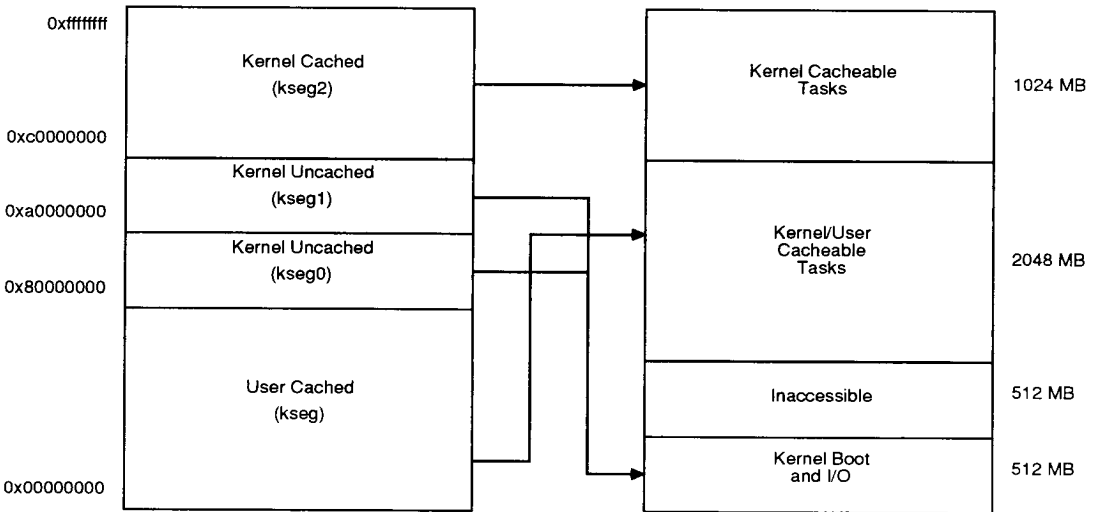 0xffffffff
Kernel Cached
(kseg2)
0xc0000000
Kernel Uncached
(kseg1)
0xa0000000
Kernel Uncached
(kseg0)
0x80000000
User Cached
(kseg)
0x00000000
Kernel Cacheable
Tasks
1024 MB
Kernel/User
Cacheable
Tasks
2048 MB
Inaccessible
512 MB
Kernel Boot
and I/O
512 MB